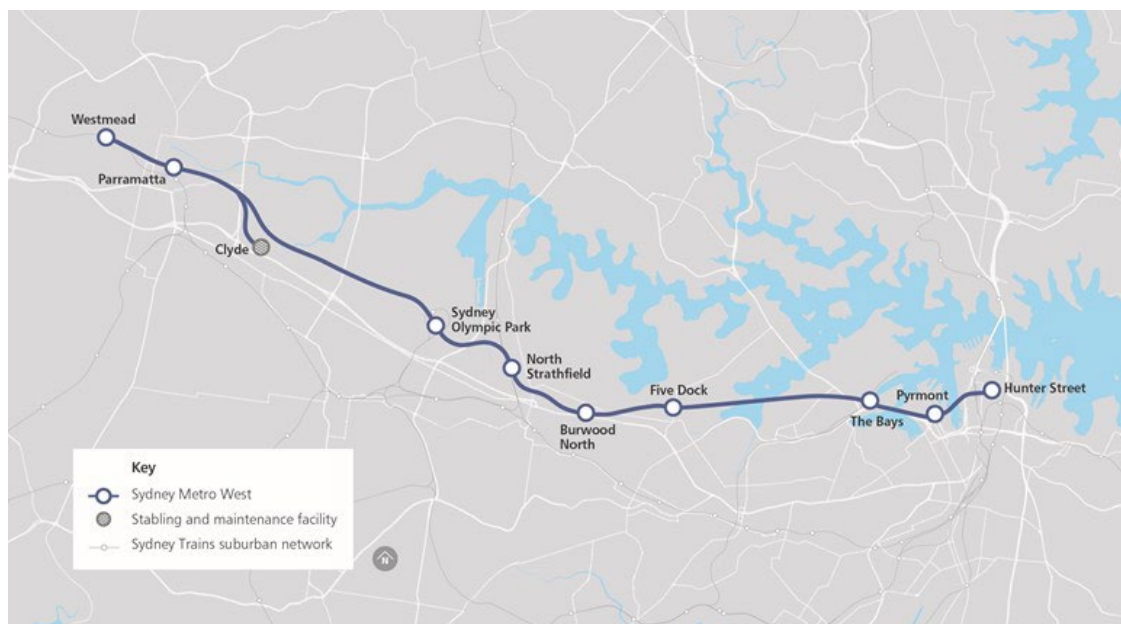 Westmead
Parramatta
Clyde
Sydney
Olympic Park
North
Strathfield
Burwood
North
Five Dock
The Bays
Pyrmont
Hunter Street
Key
Sydney Metro West
Stabling and maintenance facility
Sydney Trains suburban network
N